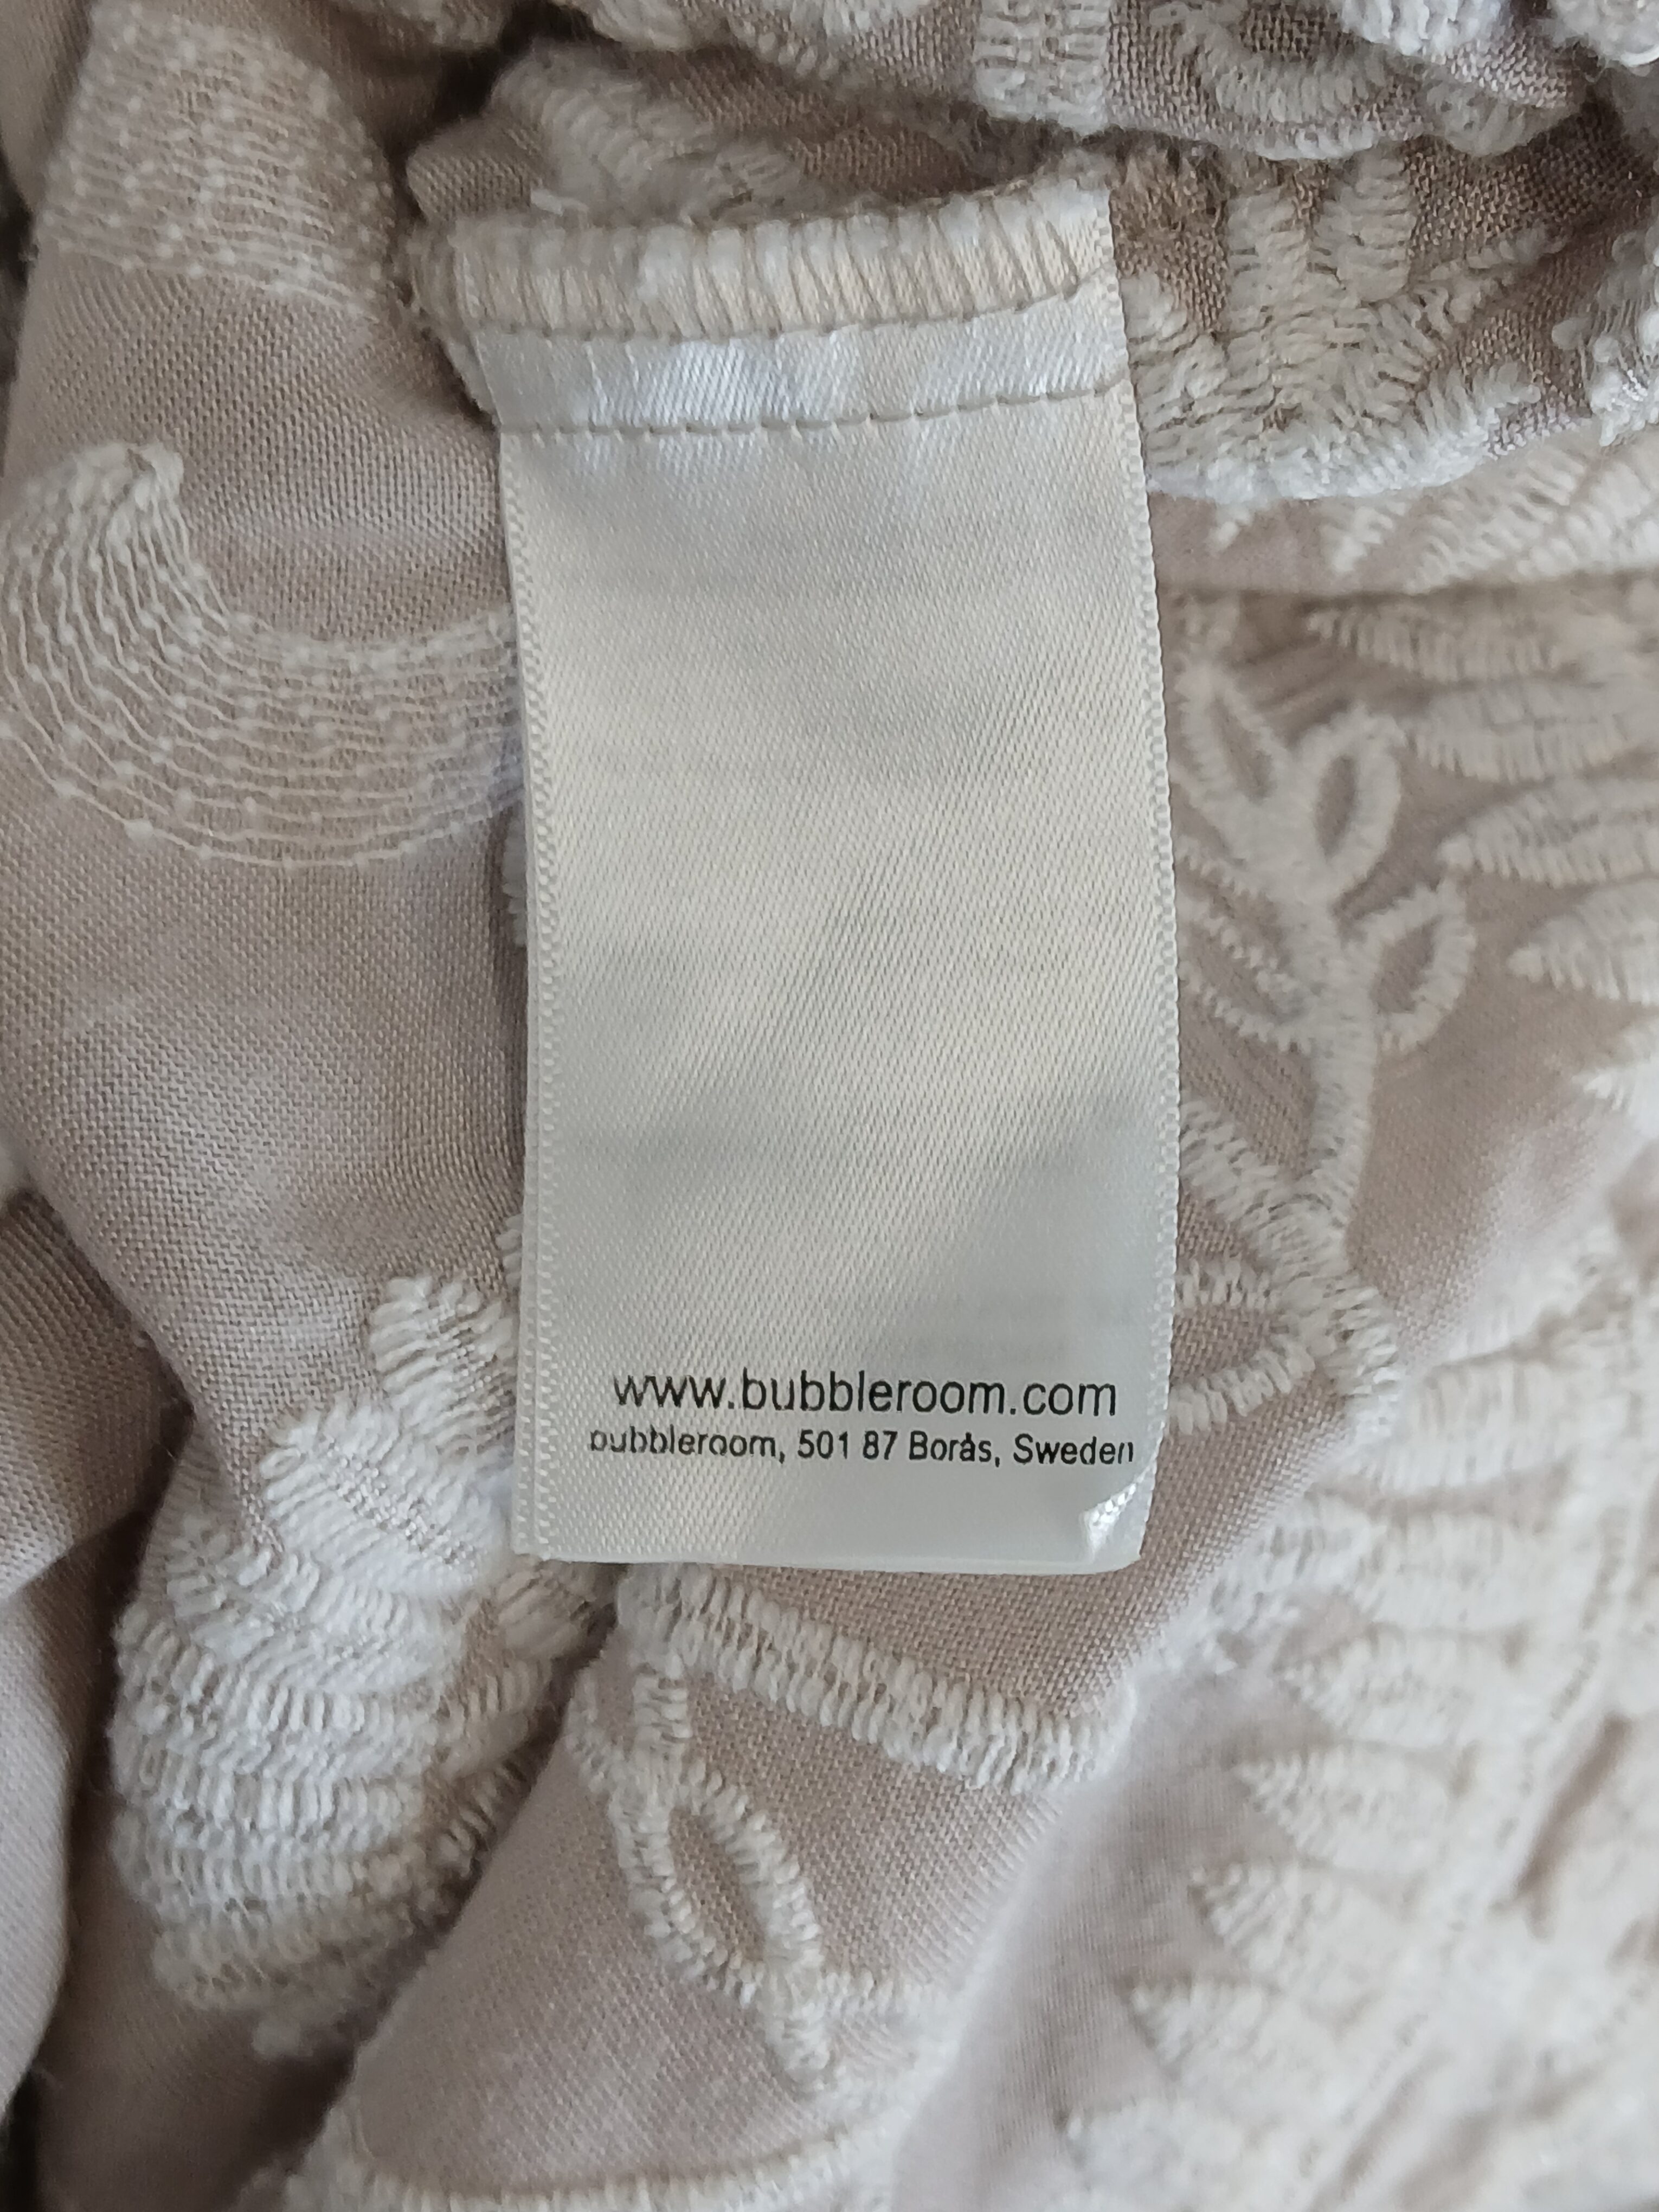 www.bubbleroom.com
bubbleroom, 501 87 Borås, Sweden